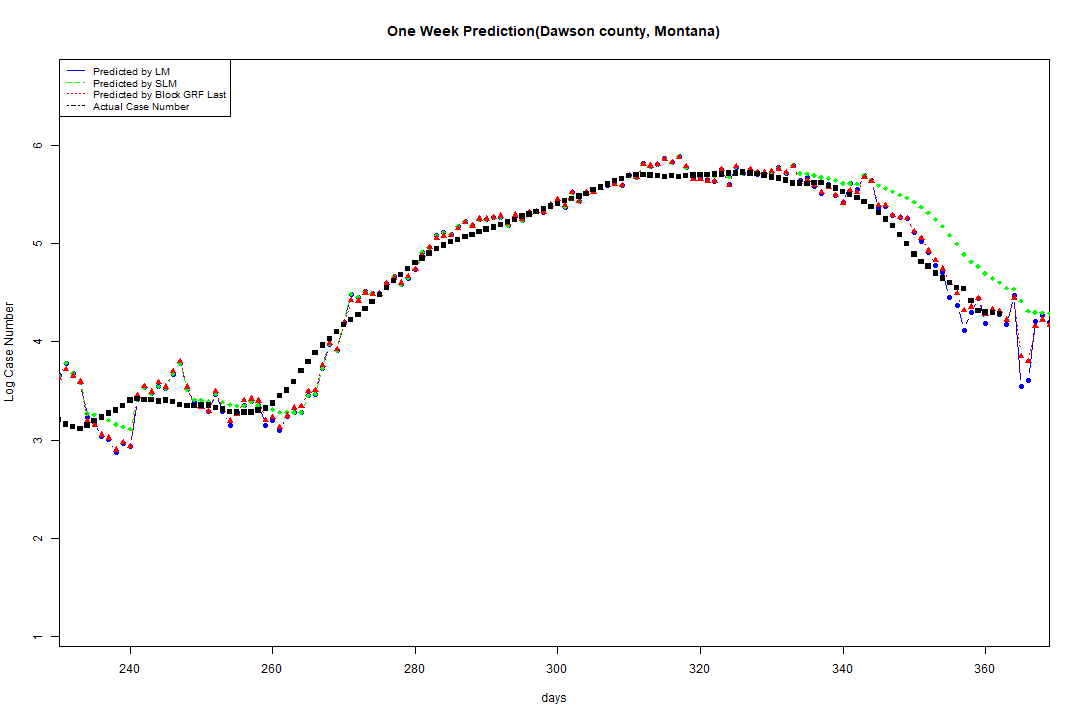 One Week Prediction(Dawson county, Montana)
Predicted by LM
Predicted by SLM
Predicted by Block GRF Last
Actual Case Number
Log Case Number
6
5
4
3
2
1
240 260 280 300 320 340 360
days